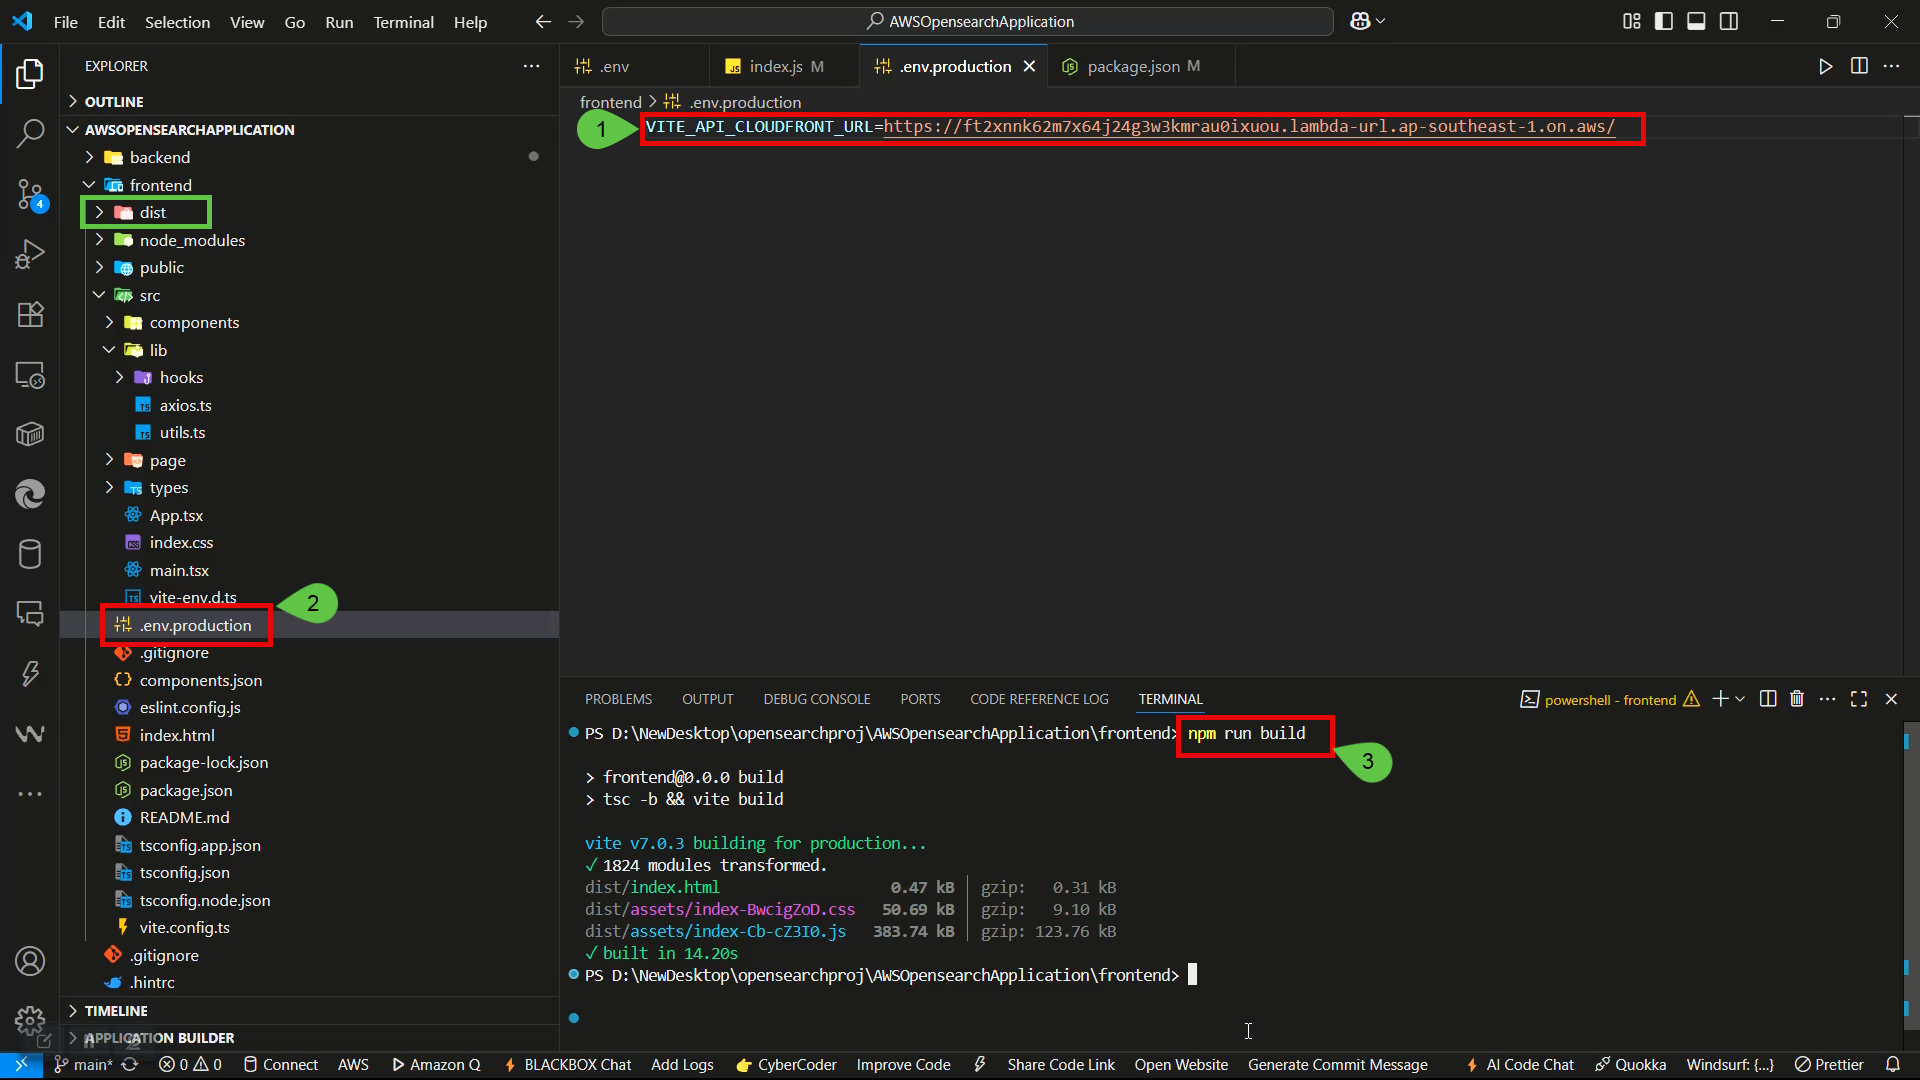 File Edit Selection View Go Run Terminal Help
AWSOpensearchApplication
EXPLORER
OUTLINE
AWSOPENSEARCHAPPLICATION
backend
frontend
dist
node_modules
public
src
components
lib
hooks
axios.ts
utils.ts
page
types
App.tsx
index.css
main.tsx
vite-env.d.ts
2
.env.production
.gitignore
components.json
eslint.config.js
index.html
package-lock.json
package.json
README.md
tsconfig.app.json
tsconfig.json
tsconfig.node.json
vite.config.ts
.gitignore
.hintrc
TIMELINE
APPLICATION BUILDER
4
.env
index.js M
.env.production
package.json M
frontend > .env.production
1
VITE_API_CLOUDFRONT_URL=https://ft2xnnk62m7x64j24g3w3kmrau0ixuou.lambda-url.ap-southeast-1.on.aws/
PROBLEMS OUTPUT DEBUG CONSOLE PORTS CODE REFERENCE LOG TERMINAL
powershell - frontend
PS D:\NewDesktop\opensearchproj\AWSOpensearchApplication\frontend> npm run build
3
> frontend@0.0.0 build
> tsc -b && vite build
vite v7.0.3 building for production...
✓ 1824 modules transformed.
dist/index.html 0.47 kB │ gzip: 0.31 kB
dist/assets/index-BwcigZoD.css 50.69 kB │ gzip: 9.10 kB
dist/assets/index-Cb-cZ3I0.js 383.74 kB │ gzip: 123.76 kB
✓ built in 14.20s
PS D:\NewDesktop\opensearchproj\AWSOpensearchApplication\frontend>
main* 0 0 Connect AWS Amazon Q BLACKBOX Chat Add Logs CyberCoder Improve Code Share Code Link Open Website Generate Commit Message AI Code Chat Quokka Windsurf: {...} Prettier